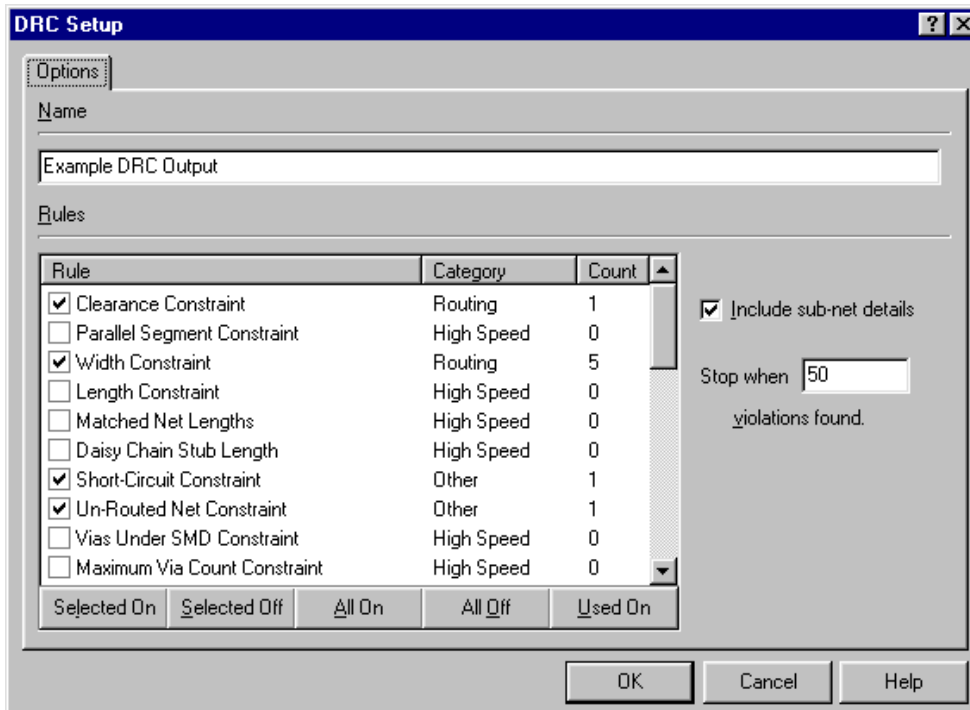 DRC Setup
Options
Name
Example DRC Output
Rules
Rule Category Count
Clearance Constraint Routing 1
Parallel Segment Constraint High Speed 0
Width Constraint Routing 5
Length Constraint High Speed 0
Matched Net Lengths High Speed 0
Daisy Chain Stub Length High Speed 0
Short-Circuit Constraint Other 1
Un-Routed Net Constraint Other 1
Vias Under SMD Constraint High Speed 0
Maximum Via Count Constraint High Speed 0
Selected On Selected Off All On All Off Used On
Include sub-net details
Stop when 50
violations found.
OK Cancel Help